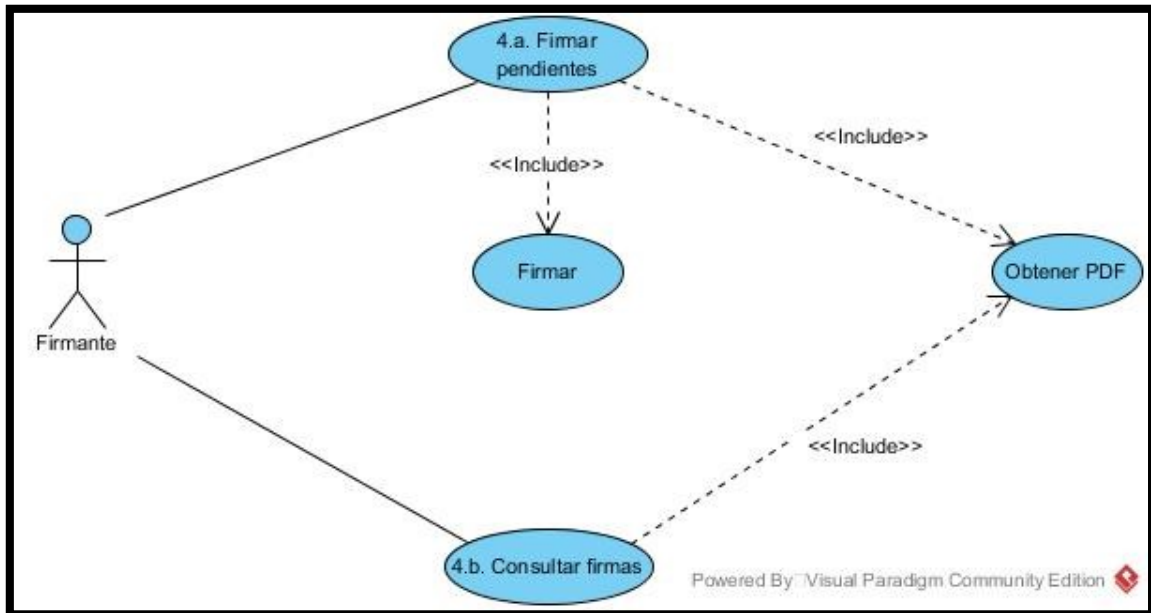 4.a. Firmar
pendientes
<<Include>>
<<Include>>
Firmar
Obtener PDF
Firmante
<<Include>>
4.b. Consultar firmas
Powered By Visual Paradigm Community Edition